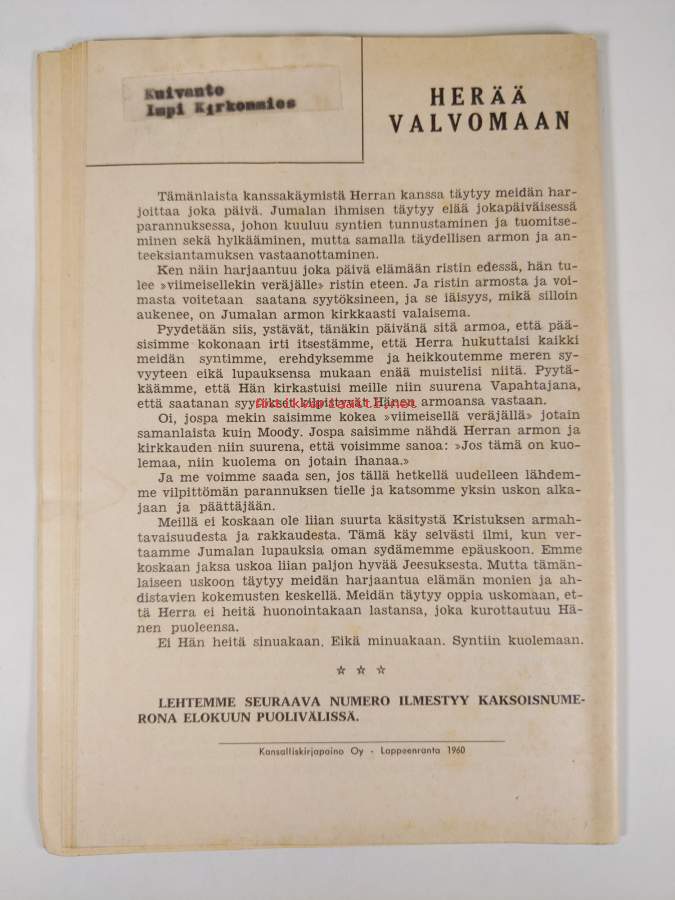 Kuivanto
Impi Kirkonmies
HERÄÄ
VALVOMAAN
Tämänlaista kanssakäymistä Herran kanssa täytyy meidän har-
joittaa joka päivä. Jumalan ihmisen täytyy elää jokapäiväisessä
parannuksessa, johon kuuluu syntien tunnustaminen ja tuomitse-
minen sekä hylkääminen, mutta samalla täydellisen armon ja an-
teeksiantamuksen vastaanottaminen.
Ken näin harjaantuu joka päivä elämään ristin edessä, hän tu-
lee »viimeisellekin veräjälle» ristin eteen. Ja ristin armosta ja voi-
masta voitetaan saatana syytöksineen, ja se iäisyys, mikä silloin
aukenee, on Jumalan armon kirkkaasti valaisema.
Pyydetään siis, ystävät, tänäkin päivänä sitä armoa, että pää-
sisimme kokonaan irti itsestämme, että Herra hukuttaisi kaikki
meidän syntimme, erehdyksemme ja heikkoutemme meren sy-
vyyteen eikä lupauksensa mukaan enää muistelisi niitä. Pyytä-
käämme, että Hän kirkastuisi meille niin suurena Vapahtajana,
että saatanan syytökset kilpistyvät Hänen armoansa vastaan.
Antikvariaatti.net
Oi, jospa mekin saisimme kokea »viimeisellä veräjällä» jotain
samanlaista kuin Moody. Jospa saisimme nähdä Herran armon ja
kirkkauden niin suurena, että voisimme sanoa: »Jos tämä on kuo-
lemaa, niin kuolema on jotain ihanaa.»
Ja me voimme saada sen, jos tällä hetkellä uudelleen lähdem-
me vilpittömän parannuksen tielle ja katsomme yksin uskon alka-
jaan ja päättäjään.
Meillä ei koskaan ole liian suurta käsitystä Kristuksen armah-
tavaisuudesta ja rakkaudesta. Tämä käy selvästi ilmi, kun ver-
taamme Jumalan lupauksia oman sydämemme epäuskoon. Emme
koskaan jaksa uskoa liian paljon hyvää Jeesuksesta. Mutta tämän-
laiseen uskoon täytyy meidän harjaantua elämän monien ja ah-
distavien kokemusten keskellä. Meidän täytyy oppia uskomaan, et-
tä Herra ei heitä huonointakaan lastansa, joka kurottautuu Hä-
nen puoleensa.
Ei Hän heitä sinuakaan. Eikä minuakaan. Syntiin kuolemaan.
☆ ☆ ☆
LEHTEMME SEURAAVA NUMERO ILMESTYY KAKSOISNUME-
RONA ELOKUUN PUOLIVÄLISSÄ.
Kansalliskirjapaino Oy - Lappeenranta 1960